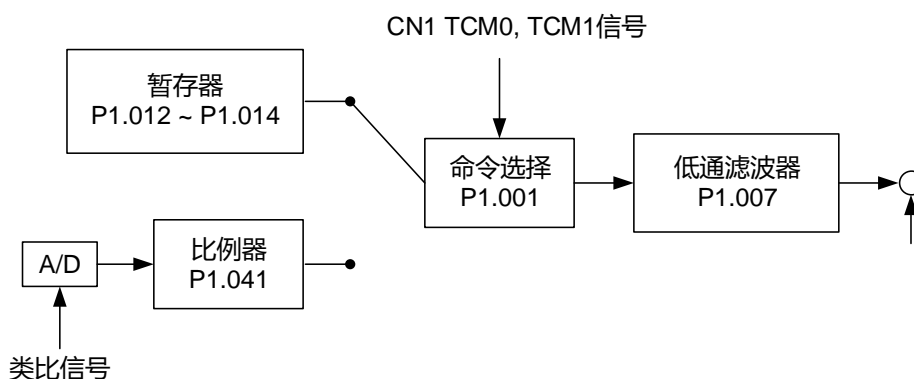 CN1 TCM0, TCM1信号
暂存器
P1.012 ~ P1.014
命令选择
P1.001
低通滤波器
P1.007
比例器
P1.041
A/D
类比信号